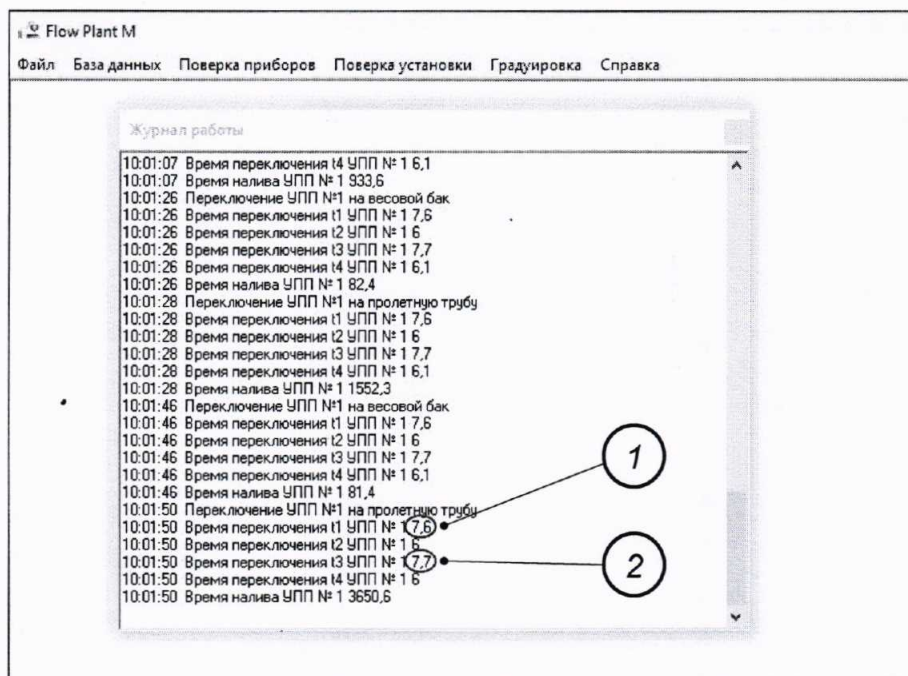 Flow Plant M
Файл База данных Поверка приборов Поверка установки Градуировка Справка
Журнал работы
10:01:07 Время переключения t4 УПП № 1 6,1
10:01:07 Время налива УПП № 1 933,6
10:01:26 Переключение УПП №1 на весовой бак
10:01:26 Время переключения t1 УПП № 1 7,6
10:01:26 Время переключения t2 УПП № 1 6
10:01:26 Время переключения t3 УПП № 1 7,7
10:01:26 Время переключения t4 УПП № 1 6,1
10:01:26 Время налива УПП № 1 82,4
10:01:28 Переключение УПП №1 на пролетную трубу
10:01:28 Время переключения t1 УПП № 1 7,6
10:01:28 Время переключения t2 УПП № 1 6
10:01:28 Время переключения t3 УПП № 1 7,7
10:01:28 Время переключения t4 УПП № 1 6,1
10:01:28 Время налива УПП № 1 1552,3
10:01:46 Переключение УПП №1 на весовой бак
10:01:46 Время переключения t1 УПП № 1 7,6
10:01:46 Время переключения t2 УПП № 1 6
10:01:46 Время переключения t3 УПП № 1 7,7
10:01:46 Время переключения t4 УПП № 1 6,1
10:01:46 Время налива УПП № 1 81,4
10:01:50 Переключение УПП №1 на пролетную трубу
10:01:50 Время переключения t1 УПП № 1 7,6
10:01:50 Время переключения t2 УПП № 1 6
10:01:50 Время переключения t3 УПП № 1 7,7
10:01:50 Время переключения t4 УПП № 1 6
10:01:50 Время налива УПП № 1 3650,6
1
2